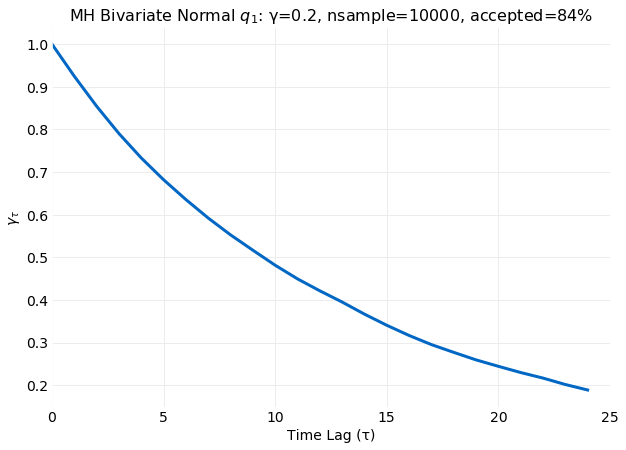 MH Bivariate Normal q₁: γ=0.2, nsample=10000, accepted=84%
1.0
0.9
0.8
0.7
0.6
0.5
0.4
0.3
0.2
γτ
0 5 10 15 20 25
Time Lag (τ)